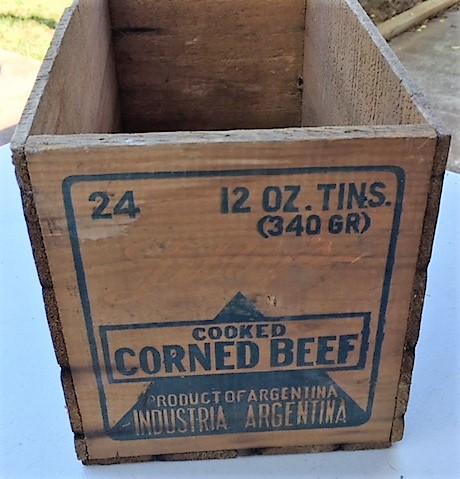 24 12 OZ. TINS.
(340 GR)
COOKED
CORNED BEEF
PRODUCT OF ARGENTINA
INDUSTRIA ARGENTINA